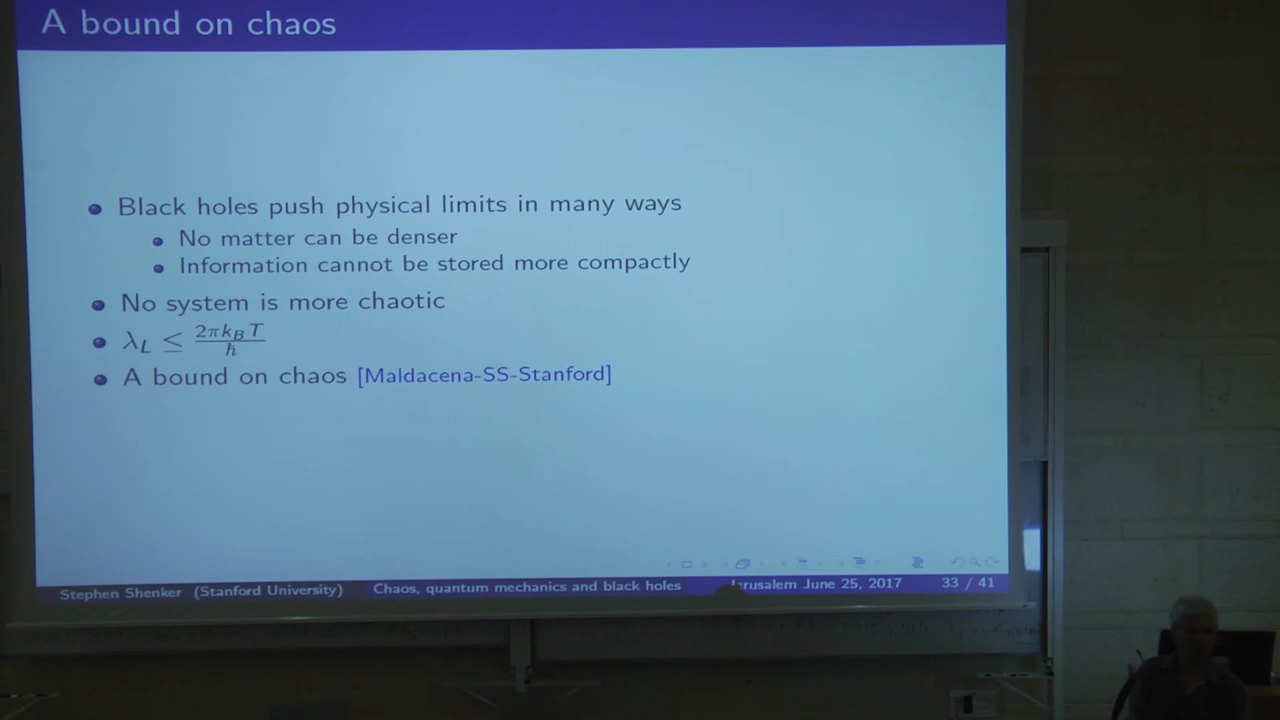 A bound on chaos
Black holes push physical limits in many ways
No matter can be denser
Information cannot be stored more compactly
No system is more chaotic
λ_L ≤ 2πk_B T / ħ
A bound on chaos [Maldacena-SS-Stanford]
Stephen Shenker (Stanford University) Chaos, quantum mechanics and black holes Jerusalem June 25, 2017 33 / 41